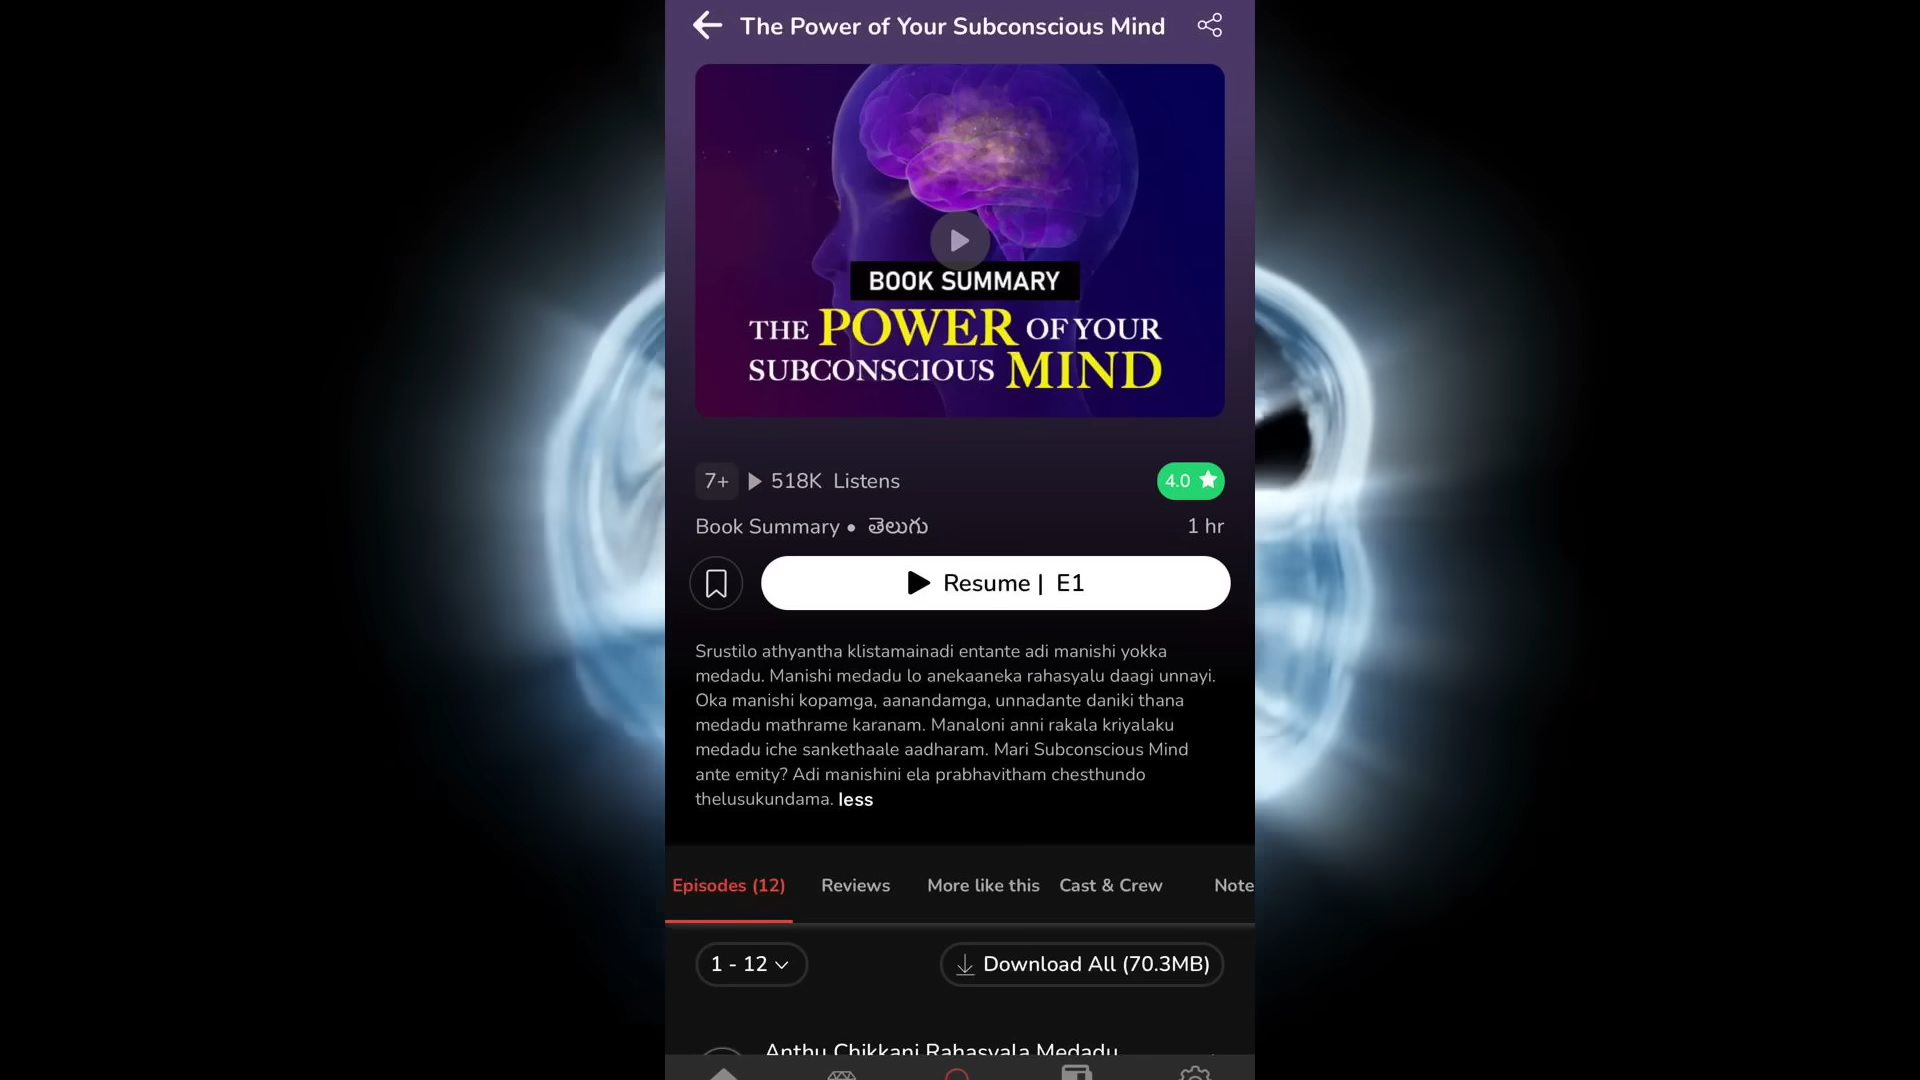 The Power of Your Subconscious Mind
BOOK SUMMARY
THE POWER OF YOUR
SUBCONSCIOUS MIND
7+ 518K Listens 4.0
Book Summary • తెలుగు 1 hr
Resume | E1
Srustilo athyantha klistamainadi entante adi manishi yokka
medadu. Manishi medadu lo anekaaneka rahasyalu daagi unnayi.
Oka manishi kopamga, aanandamga, unnadante daniki thana
medadu mathrame karanam. Manaloni anni rakala kriyalaku
medadu iche sankethaale aadharam. Mari Subconscious Mind
ante emity? Adi manishini ela prabhavitham chesthundo
thelusukundama. less
Episodes (12) Reviews More like this Cast & Crew Note
1 - 12 Download All (70.3MB)
Anthu Chikkani Rahasyala Medadu